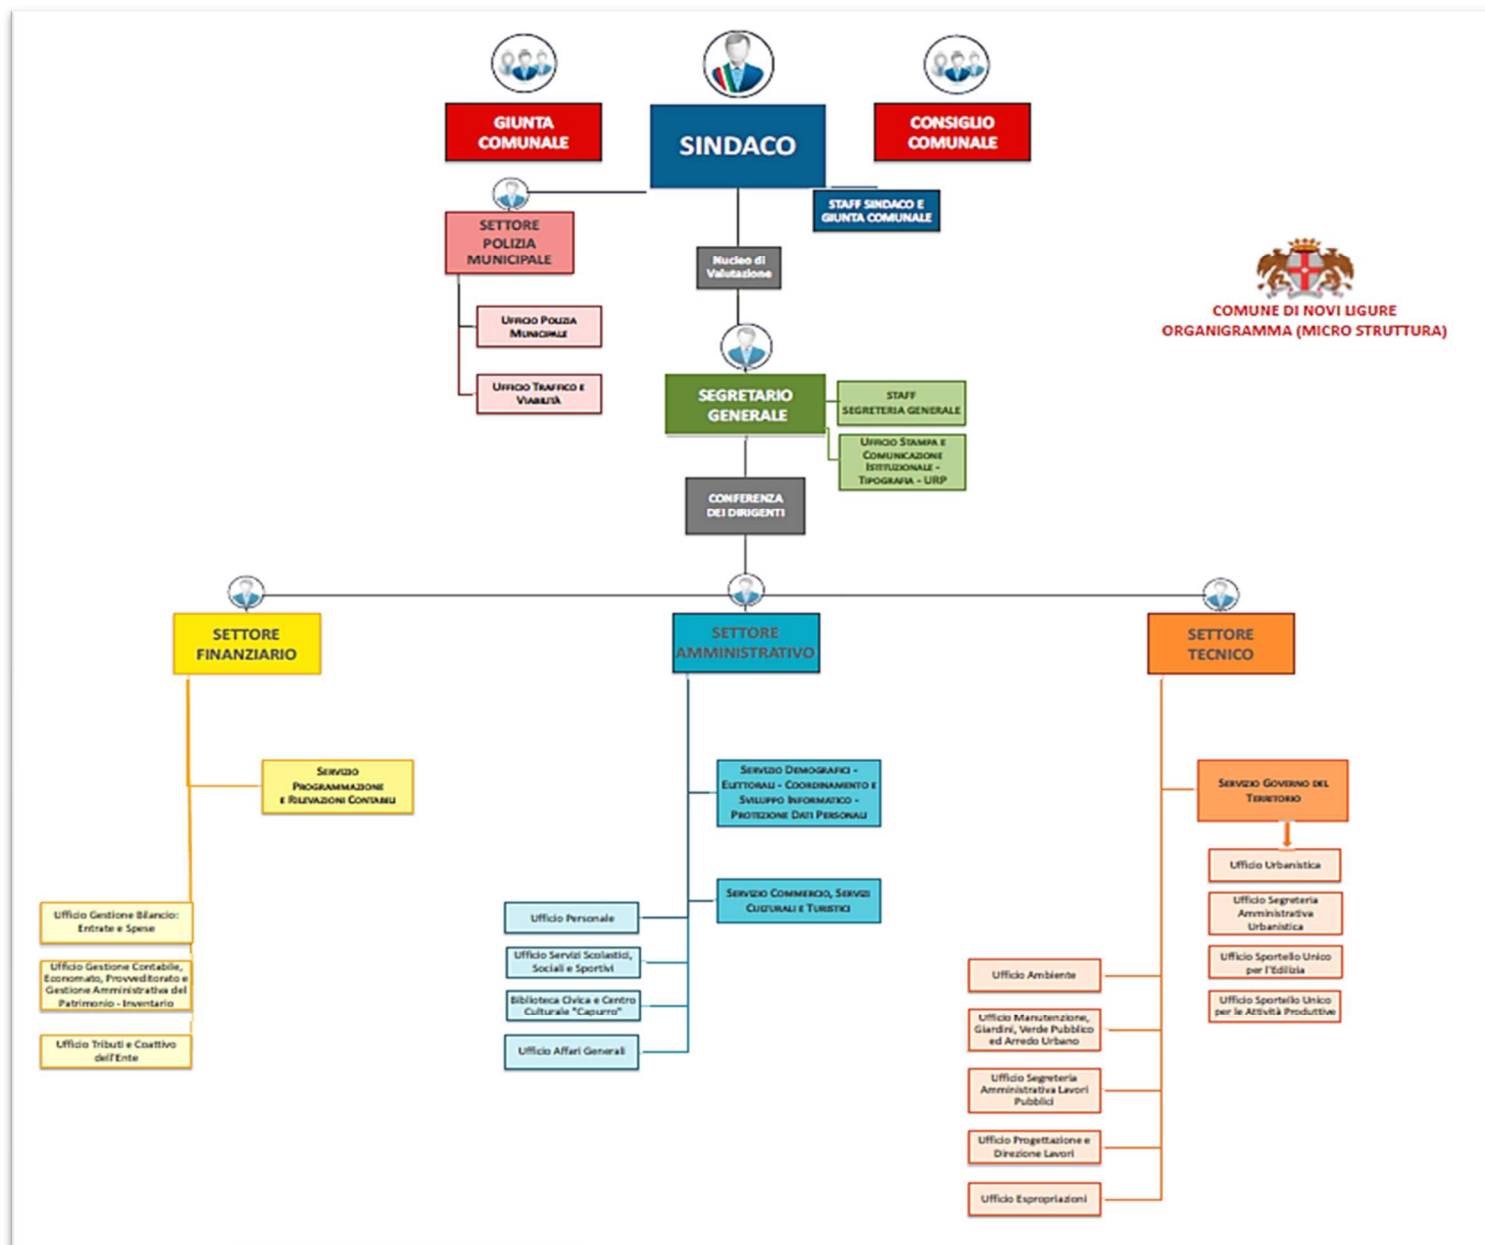 GIUNTA
COMUNALE
SINDACO
CONSIGLIO
COMUNALE
STAFF SINDACO E
GIUNTA COMUNALE
SETTORE
POLIZIA
MUNICIPALE
Nucleo di
Valutazione
UFFICIO POLIZIA
MUNICIPALE
UFFICIO TRAFFICO E
VIABILITÀ
COMUNE DI NOVI LIGURE
ORGANIGRAMMA (MICRO STRUTTURA)
SEGRETARIO
GENERALE
STAFF
SEGRETERIA GENERALE
UFFICIO STAMPA E
COMUNICAZIONE
ISTITUZIONALE -
TIPOGRAFIA - URP
CONFERENZA
DEI DIRIGENTI
SETTORE
FINANZIARIO
SETTORE
AMMINISTRATIVO
SETTORE
TECNICO
SERVIZIO
PROGRAMMAZIONE
E RILEVAZIONI CONTABILI
Ufficio Gestione Bilancio:
Entrate e Spese
Ufficio Gestione Contabile,
Economato, Provveditorato e
Gestione Amministrativa del
Patrimonio - Inventario
Ufficio Tributi e Coattivo
dell'Ente
SERVIZIO DEMOGRAFICI -
ELETTORALI - COORDINAMENTO E
SVILUPPO INFORMATICO -
PROTEZIONE DATI PERSONALI
SERVIZIO COMMERCIO, SERVIZI
CULTURALI E TURISTICI
Ufficio Personale
Ufficio Servizi Scolastici,
Sociali e Sportivi
Biblioteca Civica e Centro
Culturale "Capurro"
Ufficio Affari Generali
SERVIZIO GOVERNO DEL
TERRITORIO
Ufficio Urbanistica
Ufficio Segreteria
Amministrativa
Urbanistica
Ufficio Sportello Unico
per l'Edilizia
Ufficio Sportello Unico
per le Attività Produttive
Ufficio Ambiente
Ufficio Manutenzione,
Giardini, Verde Pubblico
ed Arredo Urbano
Ufficio Segreteria
Amministrativa Lavori
Pubblici
Ufficio Progettazione e
Direzione Lavori
Ufficio Espropriazioni